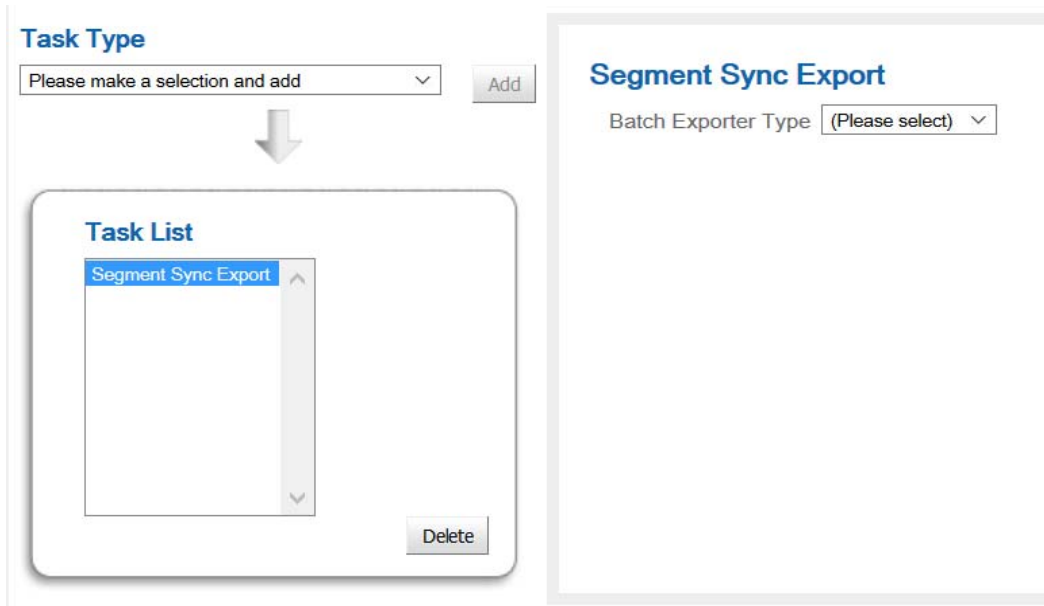 Task Type
Please make a selection and add
Add
Task List
Segment Sync Export
Delete
Segment Sync Export
Batch Exporter Type (Please select)